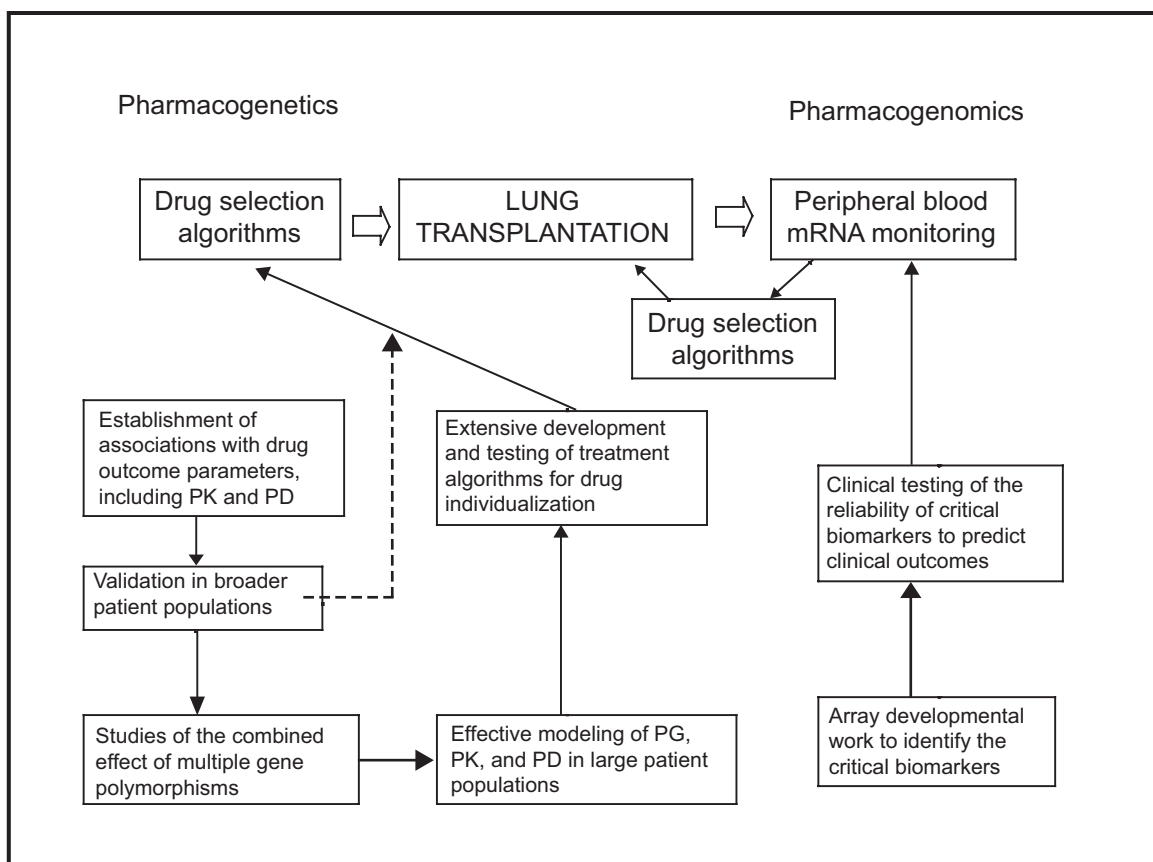 Pharmacogenetics
Pharmacogenomics
Drug selection
algorithms
LUNG
TRANSPLANTATION
Peripheral blood
mRNA monitoring
Drug selection
algorithms
Establishment of
associations with drug
outcome parameters,
including PK and PD
Validation in broader
patient populations
Studies of the combined
effect of multiple gene
polymorphisms
Effective modeling of PG,
PK, and PD in large patient
populations
Extensive development
and testing of treatment
algorithms for drug
individualization
Clinical testing of the
reliability of critical
biomarkers to predict
clinical outcomes
Array developmental
work to identify the
critical biomarkers